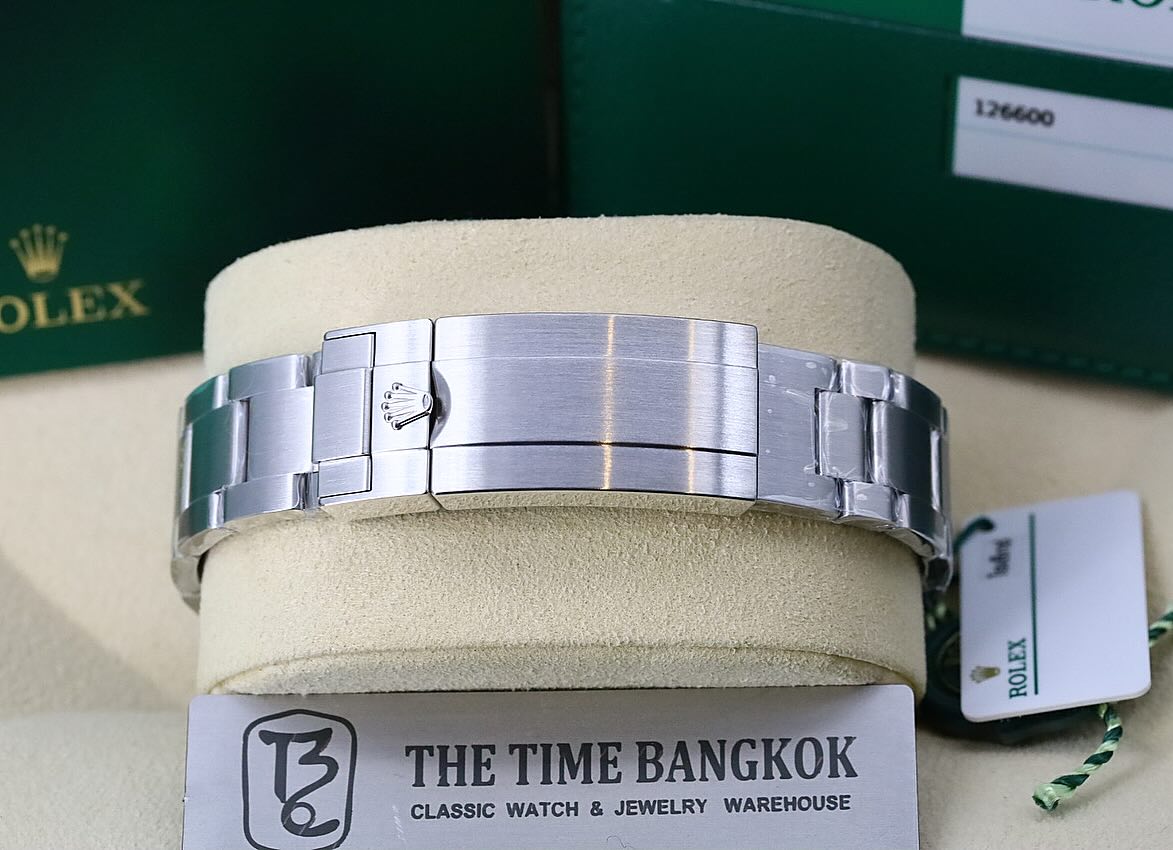 126600
ROLEX
ROLEX
THE TIME BANGKOK
CLASSIC WATCH & JEWELRY WAREHOUSE